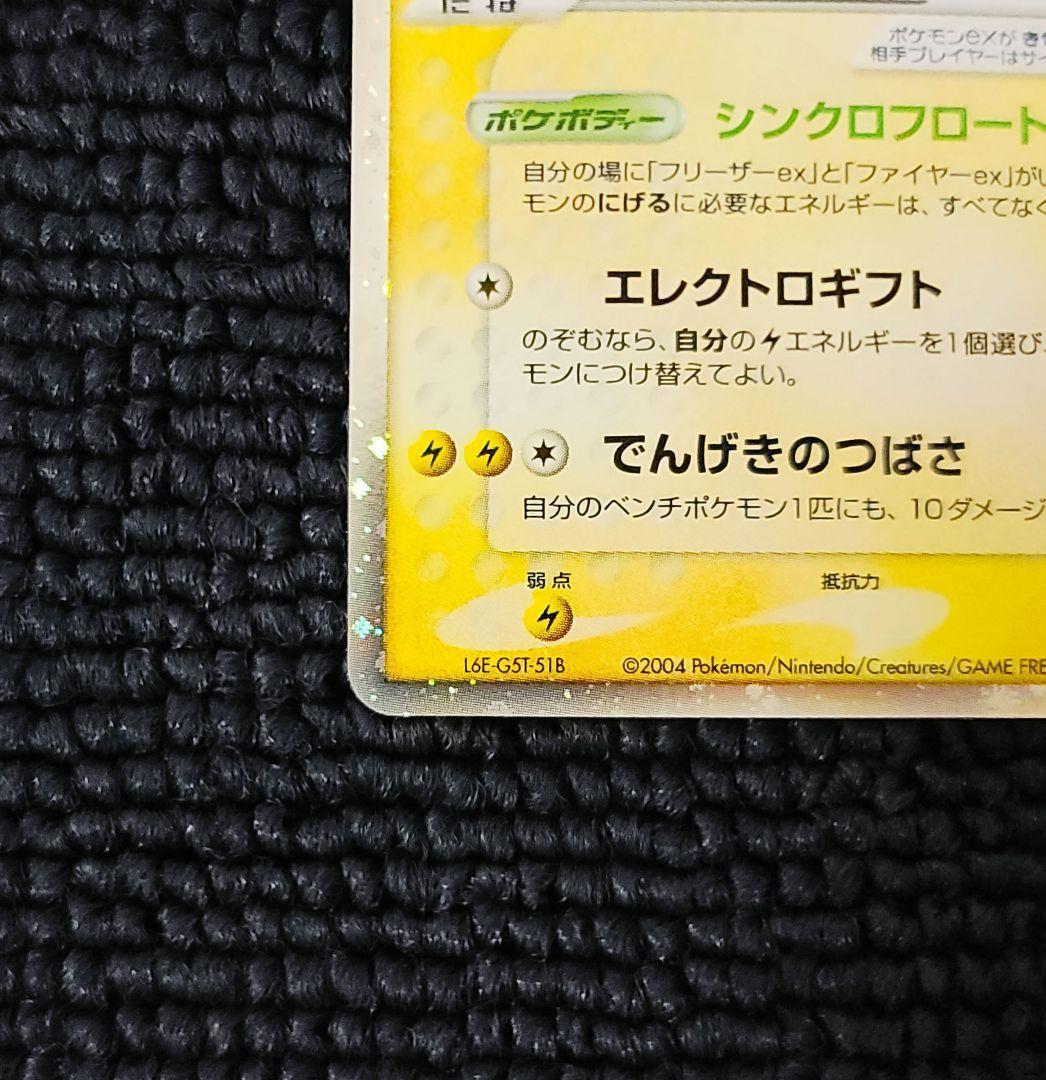 ポケモンexが き
相手プレイヤーはサイ
ポケボディー シンクロフロート
自分の場に「フリーザーex」と「ファイヤーex」がい
モンのにげるに必要なエネルギーは、すべてなく
エレクトロギフト
のぞむなら、自分のエネルギーを1個選び、
モンにつけ替えてよい。
でんげきのつばさ
自分のベンチポケモン1匹にも、10ダメージ
弱点 抵抗力
L6E-G5T-51B ©2004 Pokémon/Nintendo/Creatures/GAME FRE